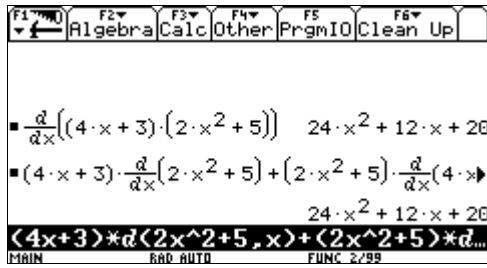 F1 F2 Algebra F3 Calc F4 Other F5 PrgmIO F6 Clean Up
d/dx((4·x + 3)·(2·x² + 5)) 24·x² + 12·x + 20
(4·x + 3)·d/dx(2·x² + 5) + (2·x² + 5)·d/dx(4·x
24·x² + 12·x + 20
(4x+3)*d(2x^2+5,x)+(2x^2+5)*d…
MAIN RAD AUTO FUNC 2/99